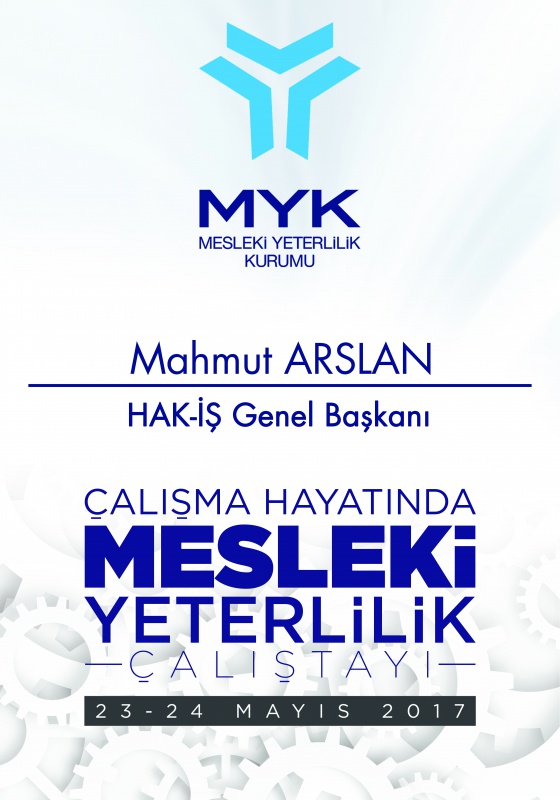 MYK
MESLEKİ YETERLİLİK
KURUMU
Mahmut ARSLAN
HAK-İŞ Genel Başkanı
ÇALIŞMA HAYATINDA
MESLEKİ
YETERLİLİK
ÇALIŞTAYI
23-24 MAYIS 2017